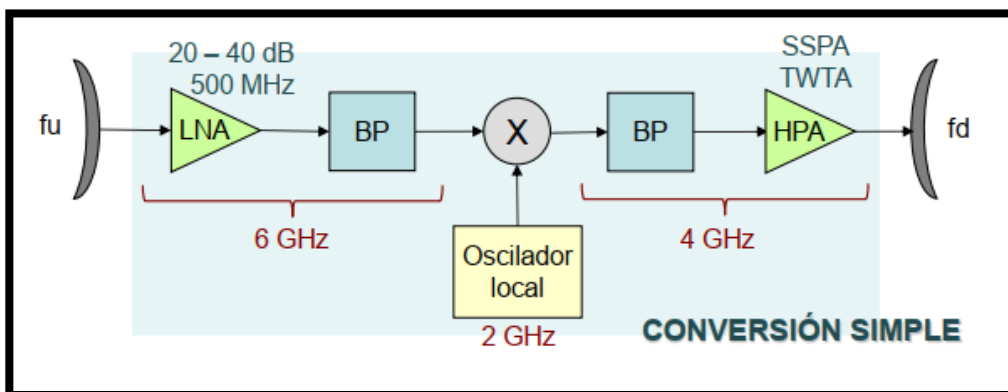 20 – 40 dB
500 MHz
SSPA
TWTA
fu
LNA
BP
X
BP
HPA
fd
6 GHz
4 GHz
Oscilador
local
2 GHz
CONVERSIÓN SIMPLE